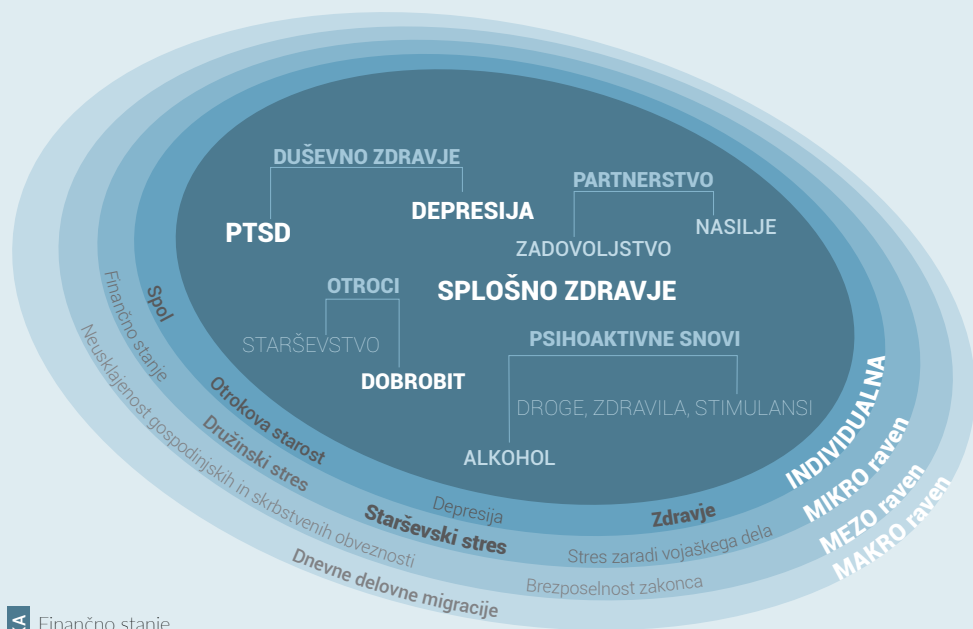 DUŠEVNO ZDRAVJE
PTSD
DEPRESIJA
PARTNERSTVO
ZADOVOLJSTVO
NASILJE
SPLOŠNO ZDRAVJE
OTROCI
STARŠEVSTVO
DOBROBIT
PSIHOAKTIVNE SNOVI
DROGE, ZDRAVILA, STIMULANSI
ALKOHOL
Spol
Otrokova starost
Depresija
Zdravje
INDIVIDUALNA
Finančno stanje
Družinski stres
Starševski stres
Stres zaradi vojaškega dela
MIKRO raven
Neusklajenost gospodinjskih in skrbstvenih obveznosti
Brezposelnost zakonca
MEZO raven
Dnevne delovne migracije
MAKRO raven
Finančno stanje